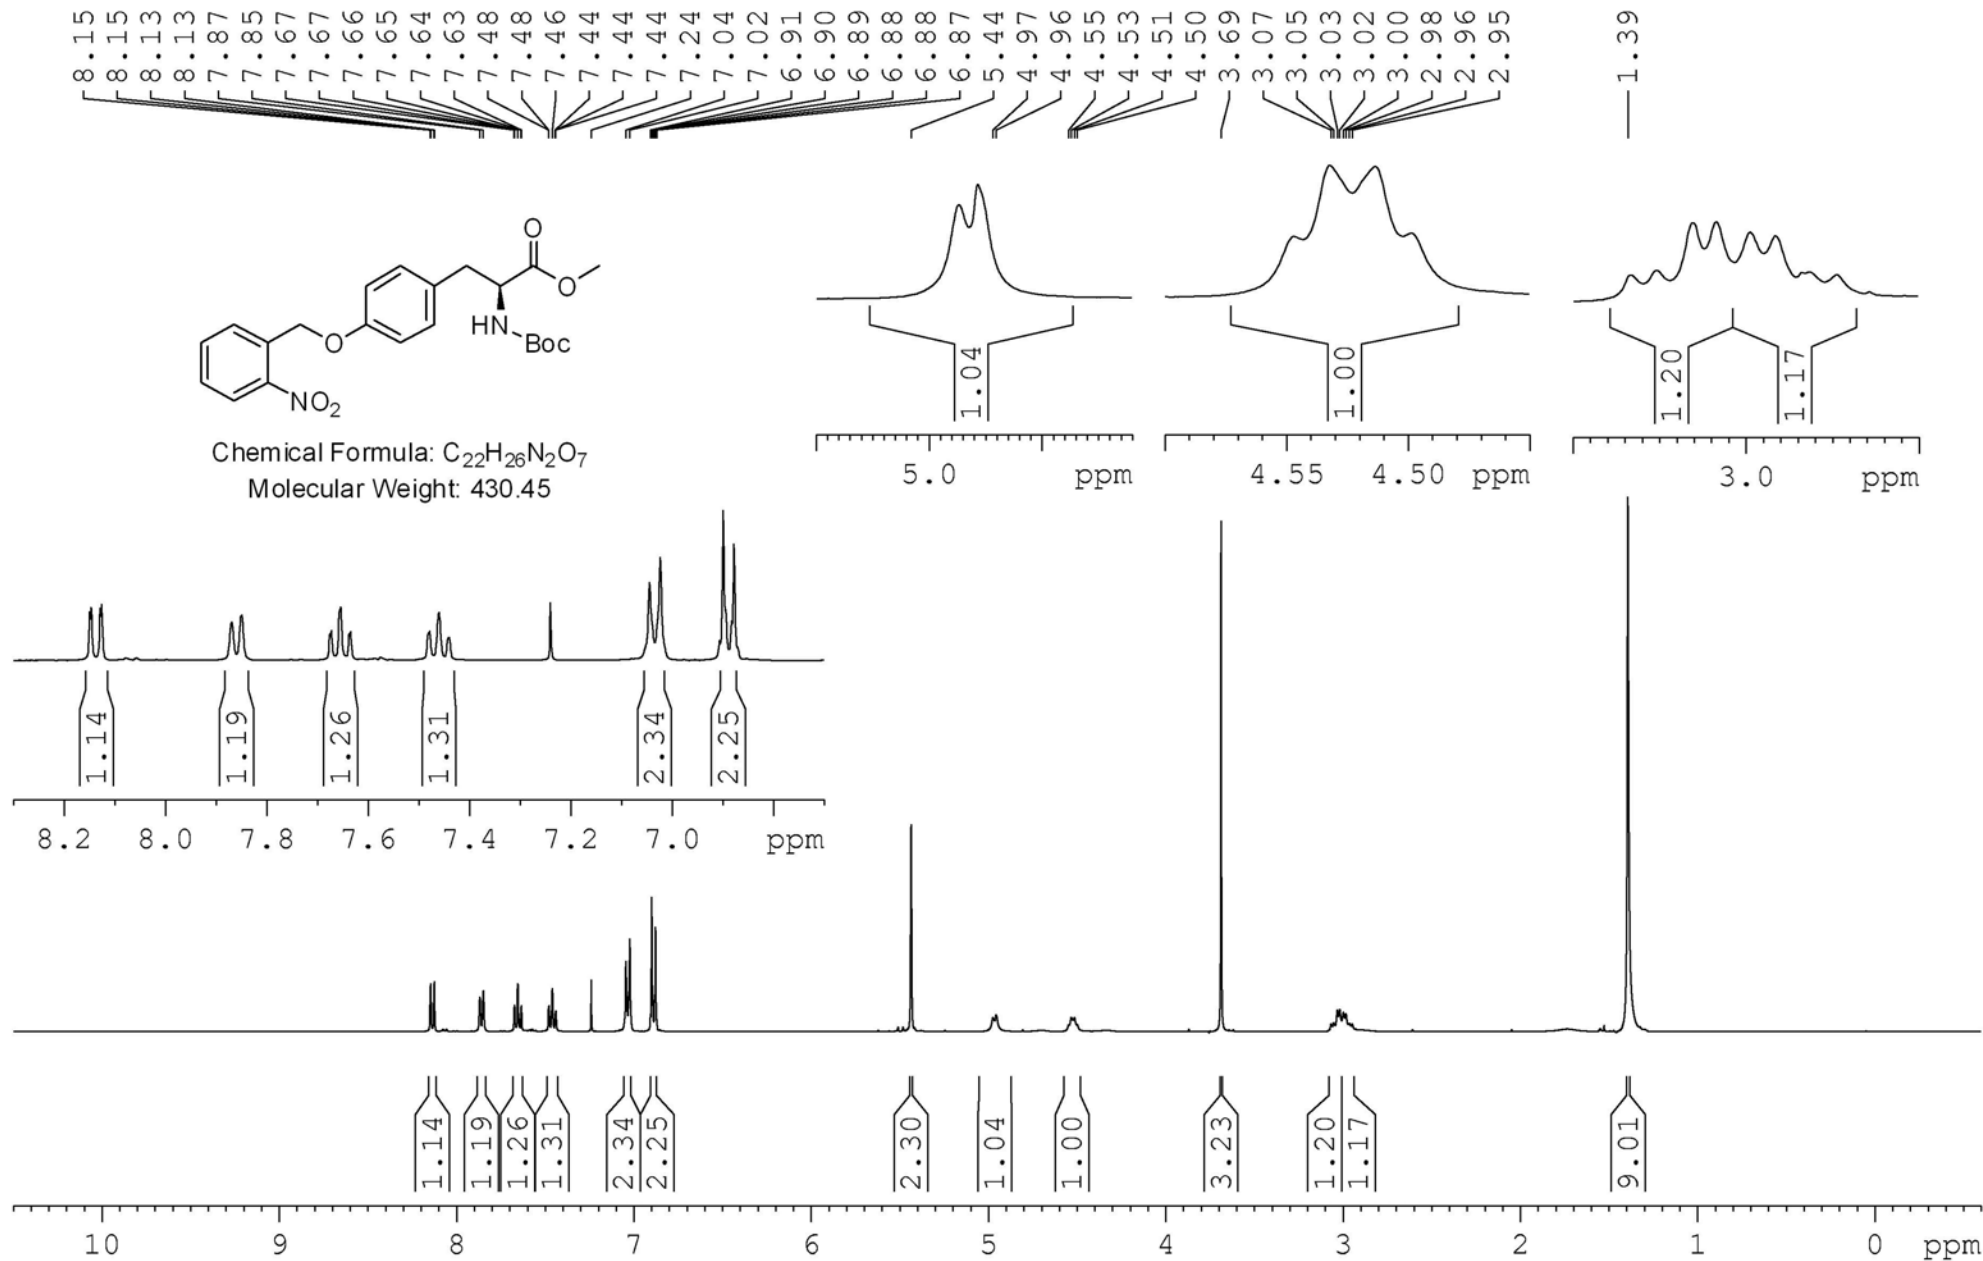 8.15 8.15 8.13 8.13 7.87 7.85 7.67 7.67 7.66 7.65 7.64 7.63 7.48 7.48 7.46 7.44 7.44 7.44 7.24 7.04 7.02 6.91 6.90 6.89 6.88 6.88 6.87 5.44 4.97 4.96 4.55 4.53 4.51 4.50 3.69 3.07 3.05 3.03 3.02 3.00 2.98 2.96 2.95 1.39
O
O
HN
Boc
O
NO2
Chemical Formula: C22H26N2O7
Molecular Weight: 430.45
1.04
5.0 ppm
1.00
4.55 4.50 ppm
1.20 1.17
3.0 ppm
1.14 1.19 1.26 1.31 2.34 2.25
8.2 8.0 7.8 7.6 7.4 7.2 7.0 ppm
1.14 1.19 1.26 1.31 2.34 2.25 2.30 1.04 1.00 3.23 1.20 1.17 9.01
10 9 8 7 6 5 4 3 2 1 0 ppm